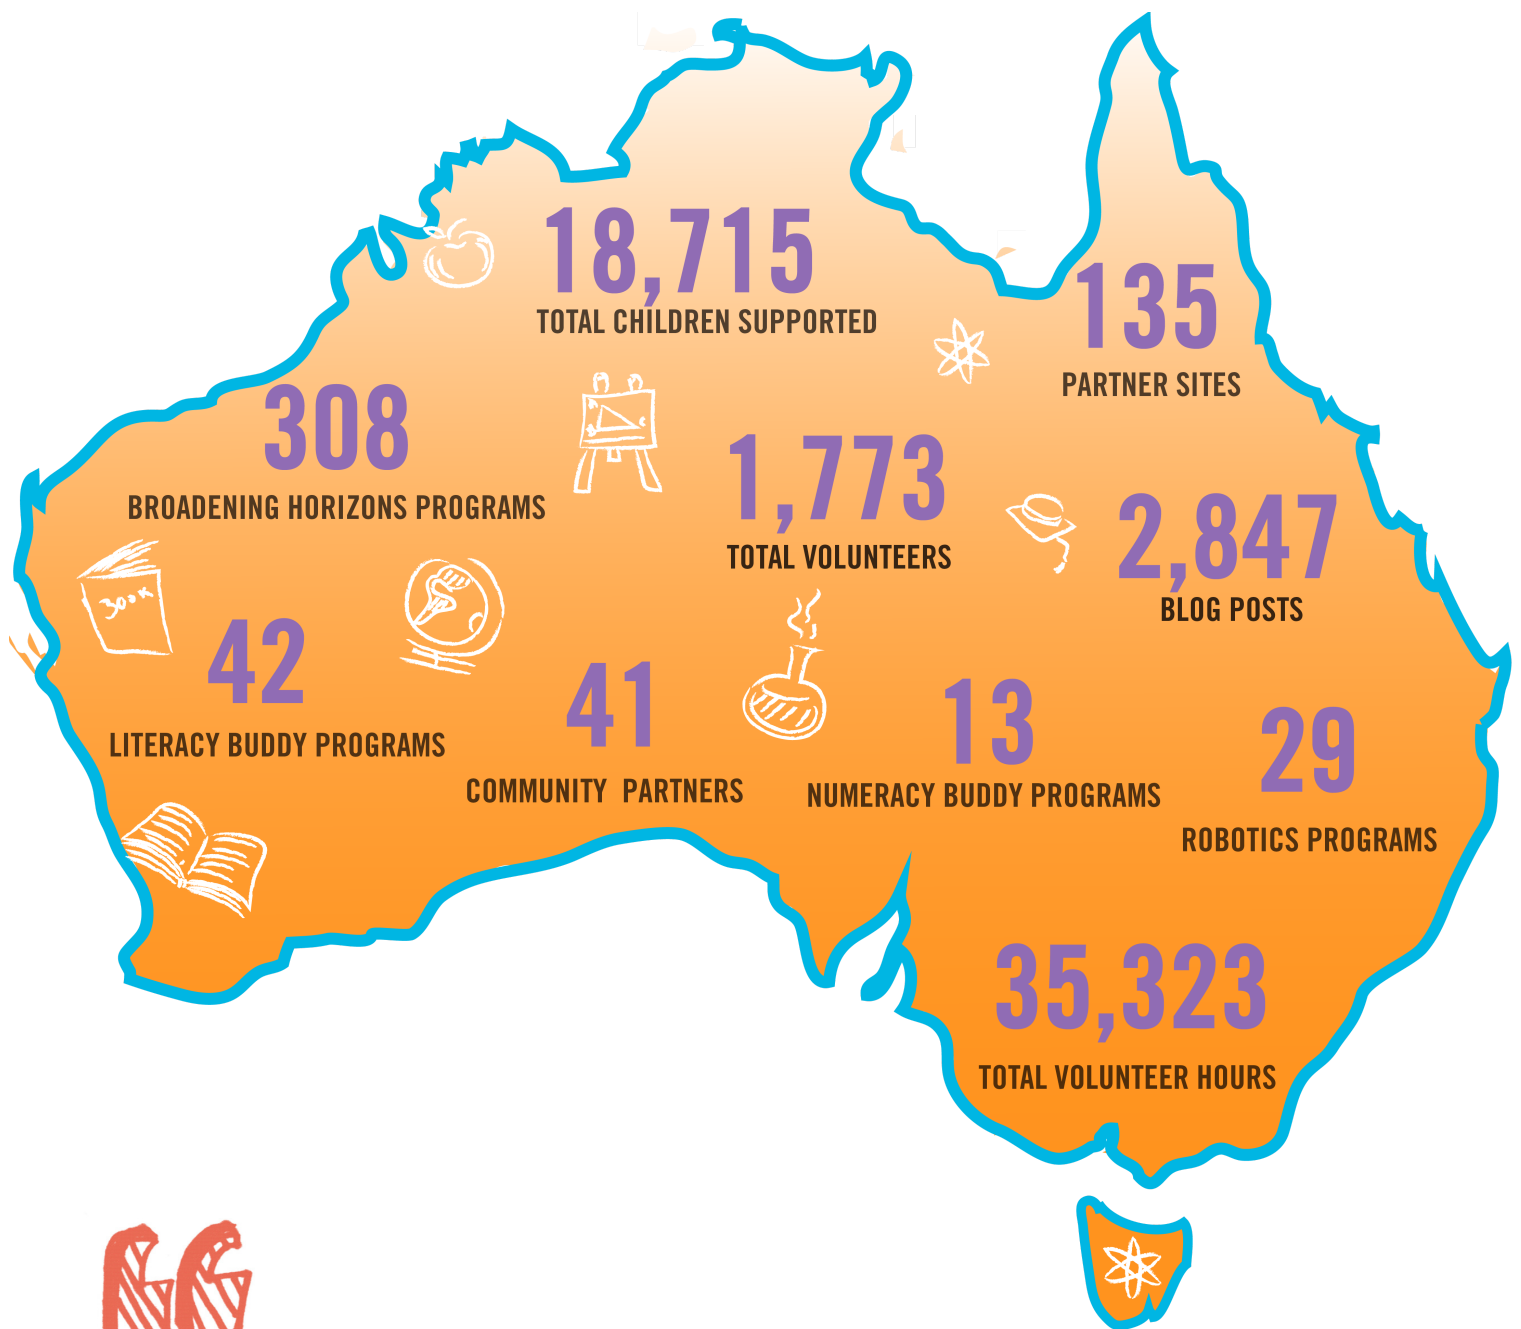 18,715
TOTAL CHILDREN SUPPORTED
135
PARTNER SITES
308
BROADENING HORIZONS PROGRAMS
1,773
TOTAL VOLUNTEERS
2,847
BLOG POSTS
BOOK
42
LITERACY BUDDY PROGRAMS
41
COMMUNITY PARTNERS
13
NUMERACY BUDDY PROGRAMS
29
ROBOTICS PROGRAMS
35,323
TOTAL VOLUNTEER HOURS
“